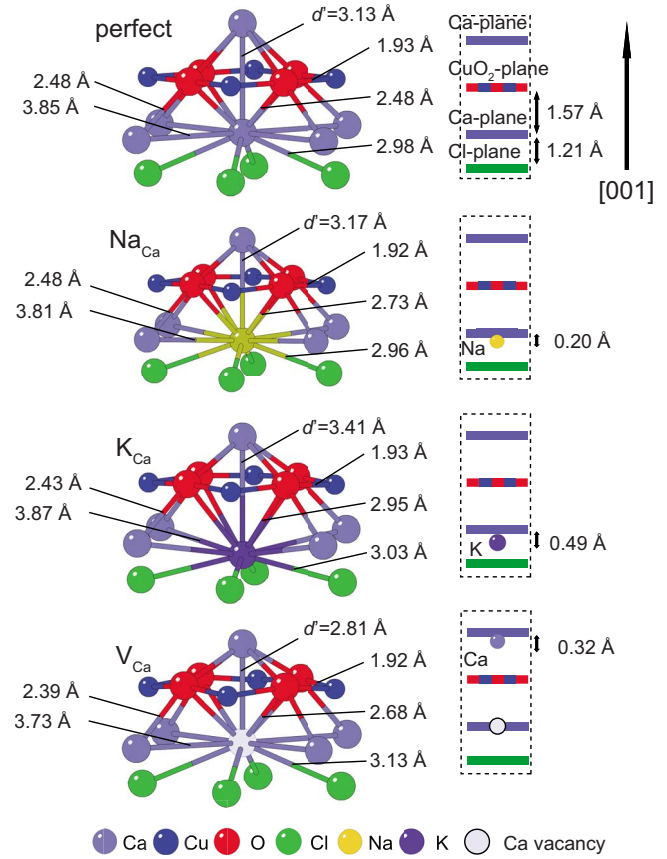 perfect
d'=3.13 Å
1.93 Å
2.48 Å
3.85 Å
2.48 Å
2.98 Å
Ca-plane
CuO₂-plane
Ca-plane
Cl-plane
1.57 Å
1.21 Å
[001]
Na_Ca
d'=3.17 Å
1.92 Å
2.48 Å
3.81 Å
2.73 Å
2.96 Å
Na
0.20 Å
K_Ca
d'=3.41 Å
1.93 Å
2.43 Å
3.87 Å
2.95 Å
3.03 Å
K
0.49 Å
V_Ca
d'=2.81 Å
1.92 Å
2.39 Å
3.73 Å
2.68 Å
3.13 Å
Ca
0.32 Å
Ca Cu O Cl Na K Ca vacancy